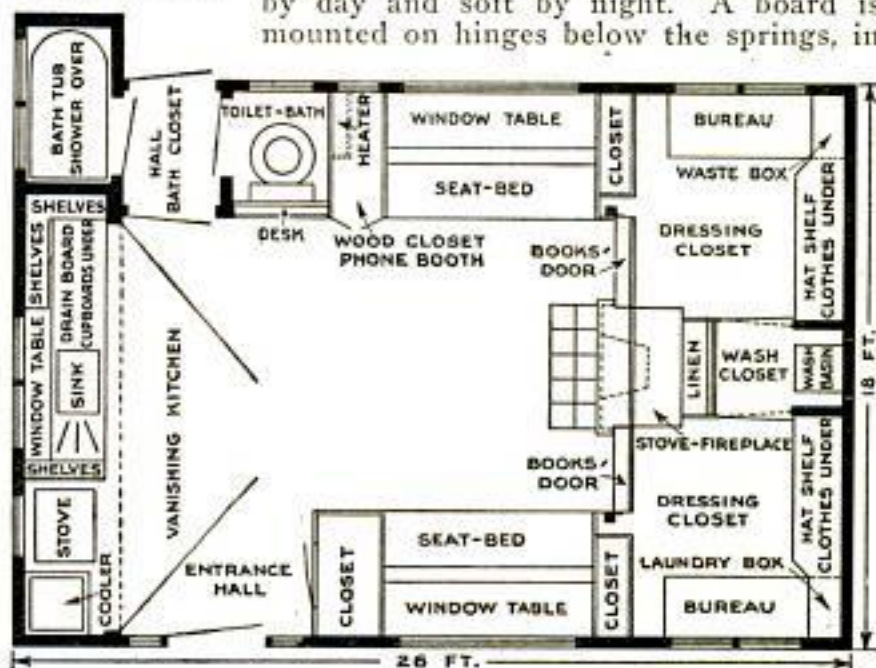 by day and soft by night. A board is
mounted on hinges below the springs, in
BATH TUB
SHOWER OVER
HALL
BATH CLOSET
TOILET-BATH
HEATER
WINDOW TABLE
SEAT-BED
CLOSET
BUREAU
WASTE BOX
DRESSING
CLOSET
HAT SHELF
CLOTHES UNDER
SHELVES
SHELVES
WINDOW TABLE
DRAIN BOARD
CUPBOARDS UNDER
SINK
SHELVES
STOVE
COOLER
VANISHING KITCHEN
DESK
WOOD CLOSET
PHONE BOOTH
BOOKS
DOOR
LINEN
WASH
CLOSET
WASH
BASIN
18 FT.
STOVE-FIREPLACE
BOOKS
DOOR
DRESSING
CLOSET
HAT SHELF
CLOTHES UNDER
LAUNDRY BOX
ENTRANCE
HALL
CLOSET
SEAT-BED
WINDOW TABLE
CLOSET
BUREAU
26 FT.